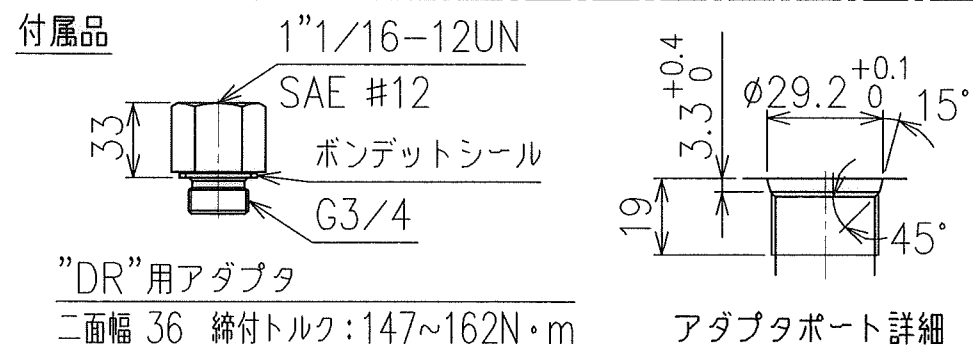 付属品
1"1/16-12UN
SAE #12
33
ボンデットシール
G3/4
"DR"用アダプタ
二面幅 36 締付トルク:147~162N・m
3.3 +0.4 0
ø29.2 +0.1 0
15°
19
45°
アダプタポート詳細